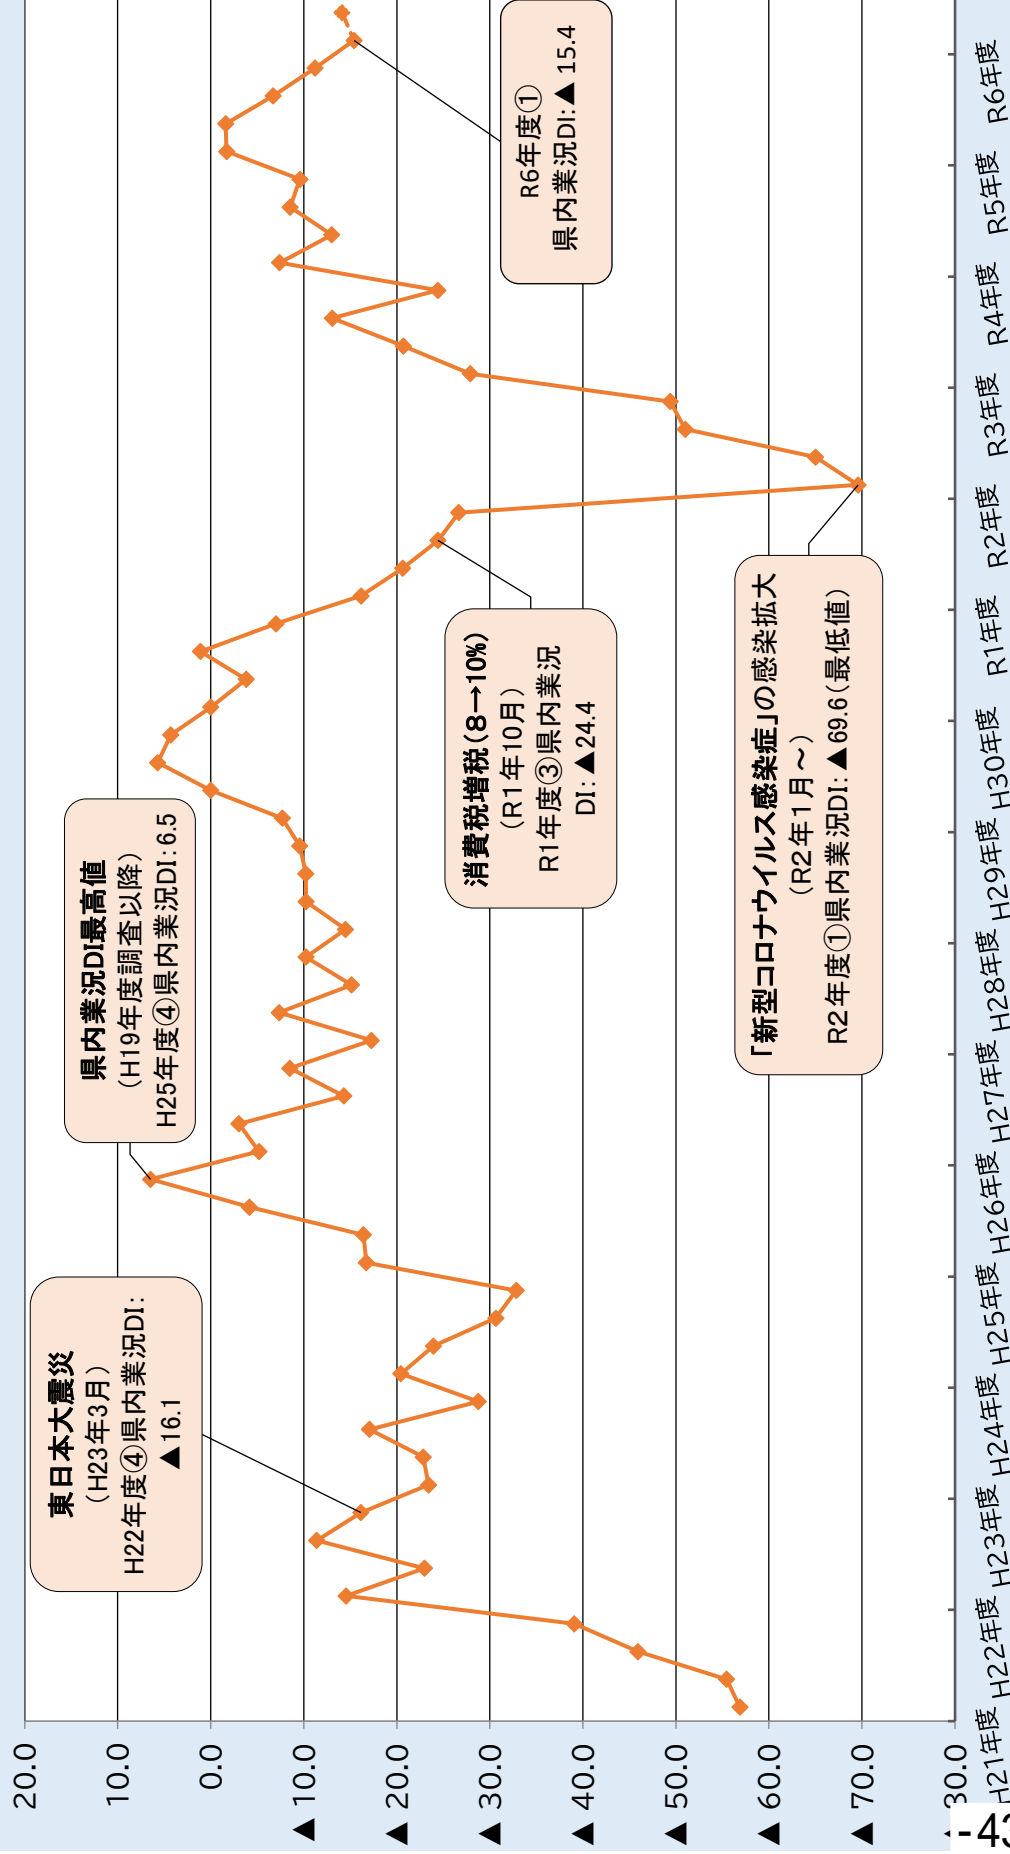 20.0
10.0
0.0
▲ 10.0
▲ 20.0
▲ 30.0
▲ 40.0
▲ 50.0
▲ 60.0
▲ 70.0
30.0
東日本大震災
（H23年3月）
H22年度④県内業況DI：
▲16.1
県内業況DI最高値
（H19年度調査以降）
H25年度④県内業況DI：6.5
消費税増税（8→10％）
（R1年10月）
R1年度③県内業況
DI：▲24.4
「新型コロナウイルス感染症」の感染拡大
（R2年1月～）
R2年度①県内業況DI：▲69.6（最低値）
R6年度①
県内業況DI：▲ 15.4
H21年度
H22年度
H23年度
H24年度
H25年度
H26年度
H27年度
H28年度
H29年度
H30年度
R1年度
R2年度
R3年度
R4年度
R5年度
R6年度
-43